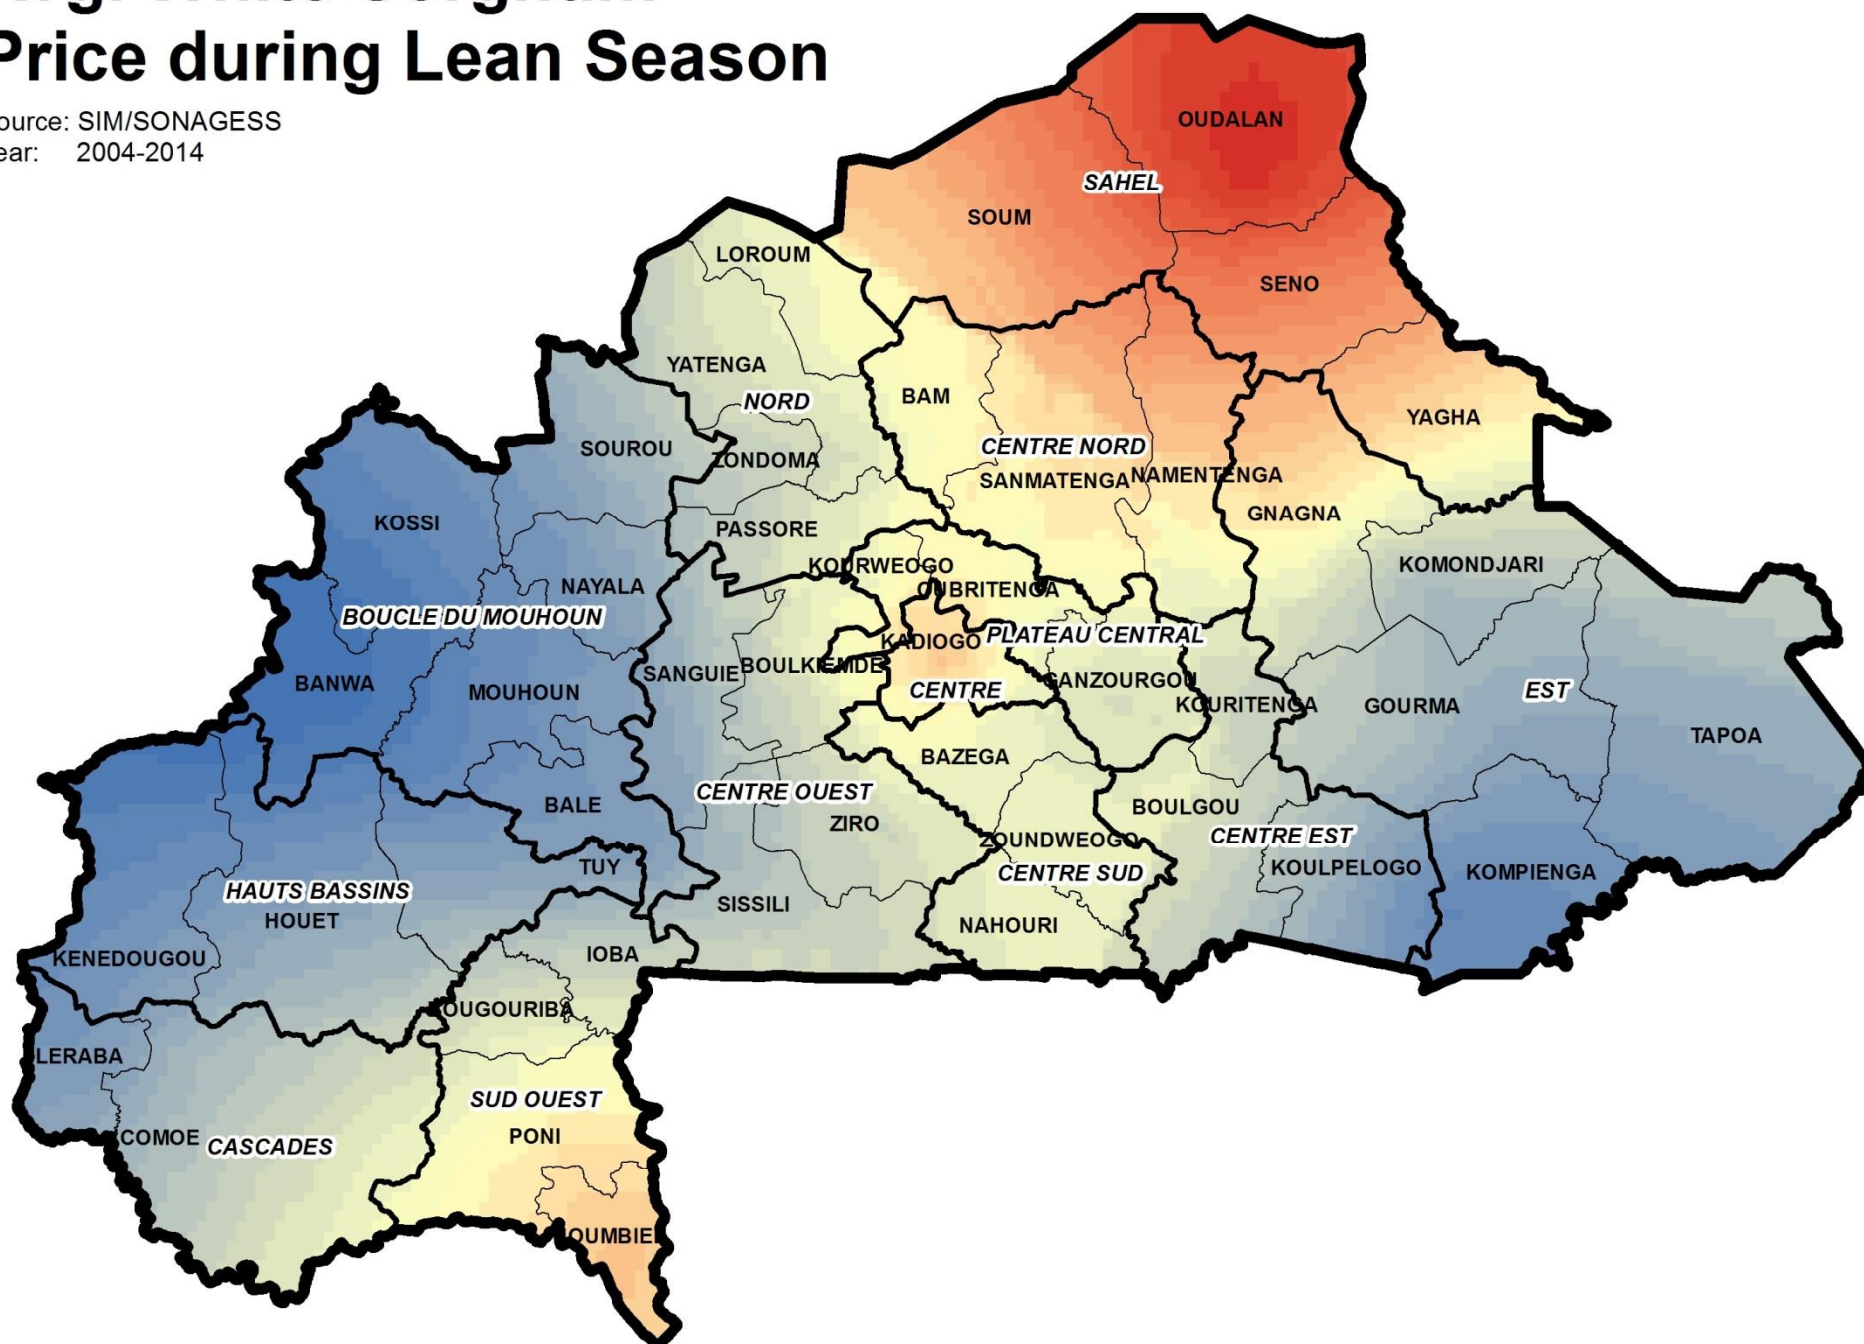 Avg. White Sorghum
Price during Lean Season
ource: SIM/SONAGESS
ear: 2004-2014
OUDALAN
SAHEL
SOUM
LOROUM
SENO
YATENGA
BAM
NORD
YAGHA
SOUROU
CENTRE NORD
ZONDOMA
SANMATENGA
NAMENTENGA
GNAGNA
KOSSI
PASSORE
KOURWEOGO
KOMONDJARI
NAYALA
OUBRITENGA
BOUCLE DU MOUHOUN
KADIOGO
PLATEAU CENTRAL
BOULKIEMDE
SANGUIE
BANWA
MOUHOUN
CENTRE
GANZOURGOU
EST
KOURITENGA
GOURMA
TAPOA
BAZEGA
CENTRE OUEST
BALE
BOULGOU
ZIRO
CENTRE EST
ZOUNDWEOGO
TUY
KOULPELOGO
KOMPIENGA
CENTRE SUD
HAUTS BASSINS
SISSILI
HOUET
NAHOURI
IOBA
KENEDOUGOU
OUGOURIBA
LERABA
SUD OUEST
PONI
COMOE
CASCADES
OUMBIEL